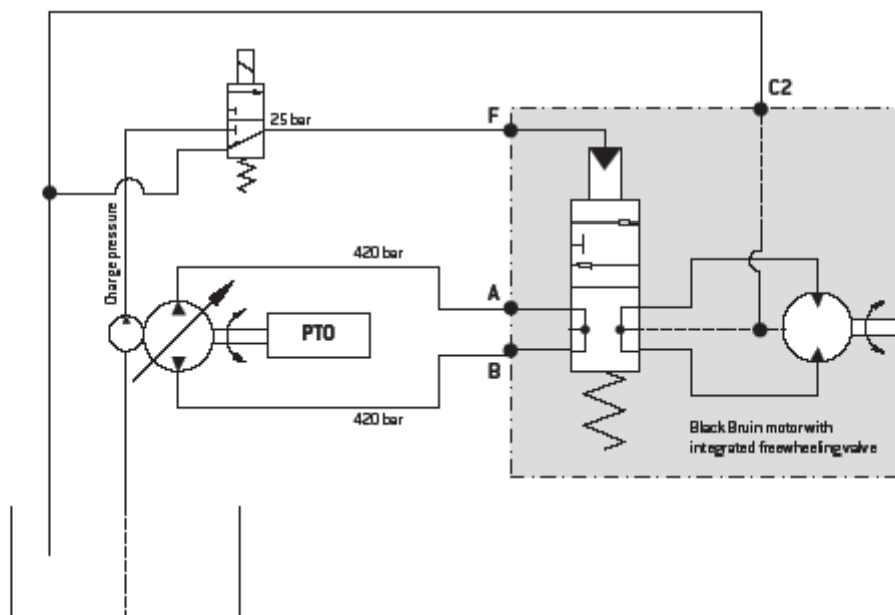 C2
25 bar
F
Charge pressure
420 bar
A
PTO
B
420 bar
Black Bruin motor with
integrated freewheeling valve